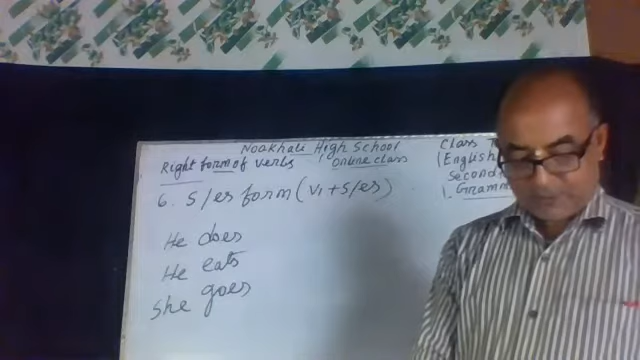 Noakhali High School
Online class
Right form of verbs
Class
(English
Second
1. Gramm
6. S/es form (V1+S/es)
He does
He eats
She goes